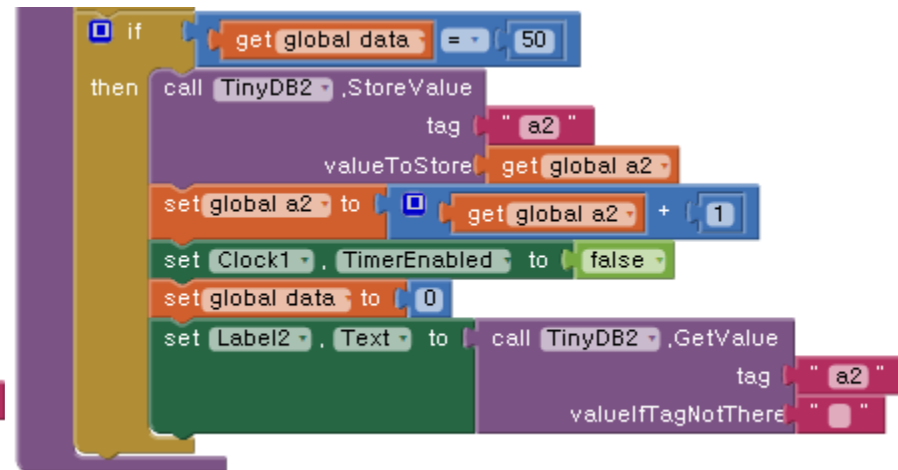 if get global data = 50
then call TinyDB2 .StoreValue
tag " a2 "
valueToStore get global a2
set global a2 to get global a2 + 1
set Clock1 . TimerEnabled to false
set global data to 0
set Label2 . Text to call TinyDB2 .GetValue
tag " a2 "
valueIfTagNotThere " "